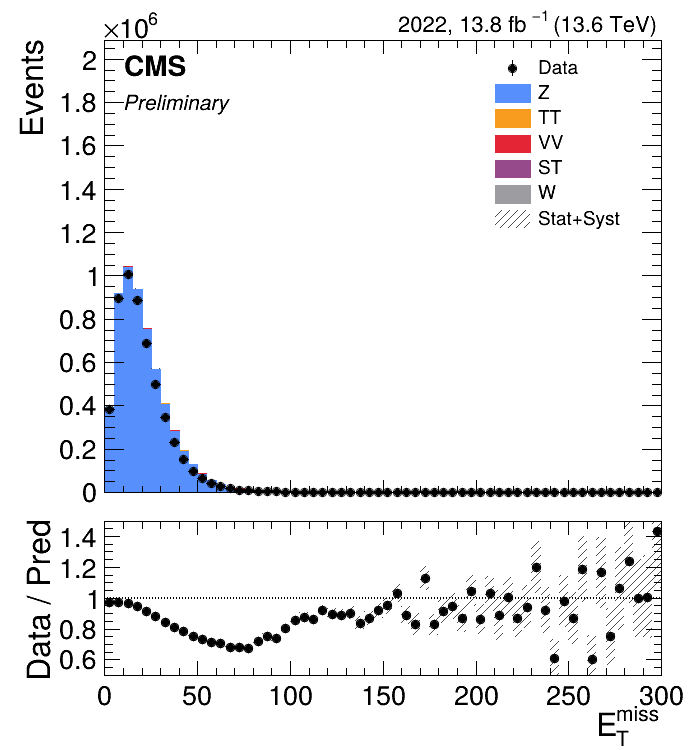 ×10⁶
2022, 13.8 fb⁻¹ (13.6 TeV)
Events
2
1.8
1.6
1.4
1.2
1
0.8
0.6
0.4
0.2
0
CMS
Preliminary
Data
Z
TT
VV
ST
W
Stat+Syst
Data / Pred
1.4
1.2
1
0.8
0.6
0 50 100 150 200 250 300
E_T^miss